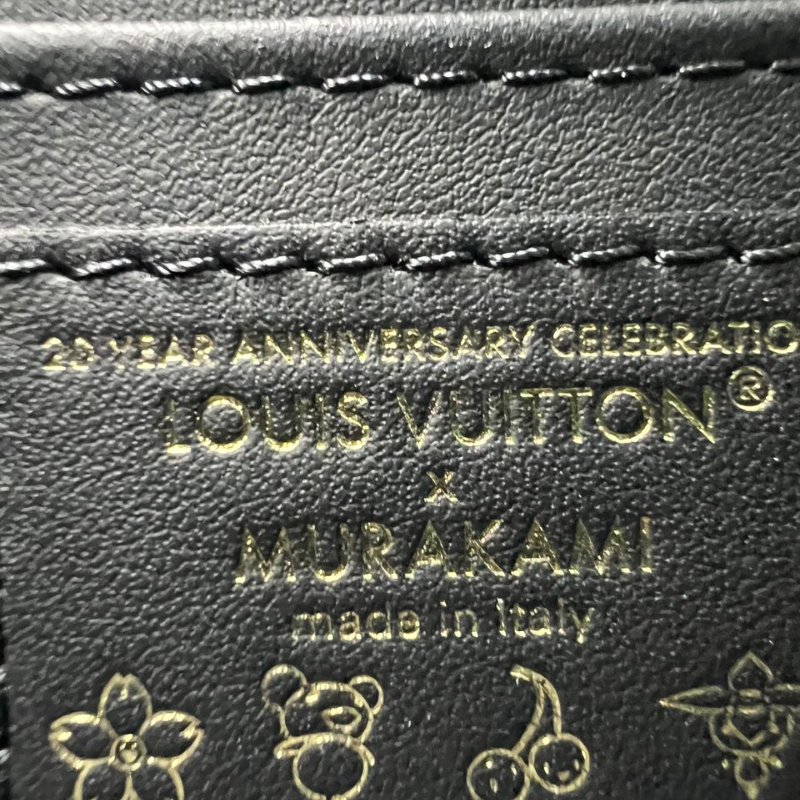 20 YEAR ANNIVERSARY CELEBRATIO
LOUIS VUITTON®
x
MURAKAMI
made in italy